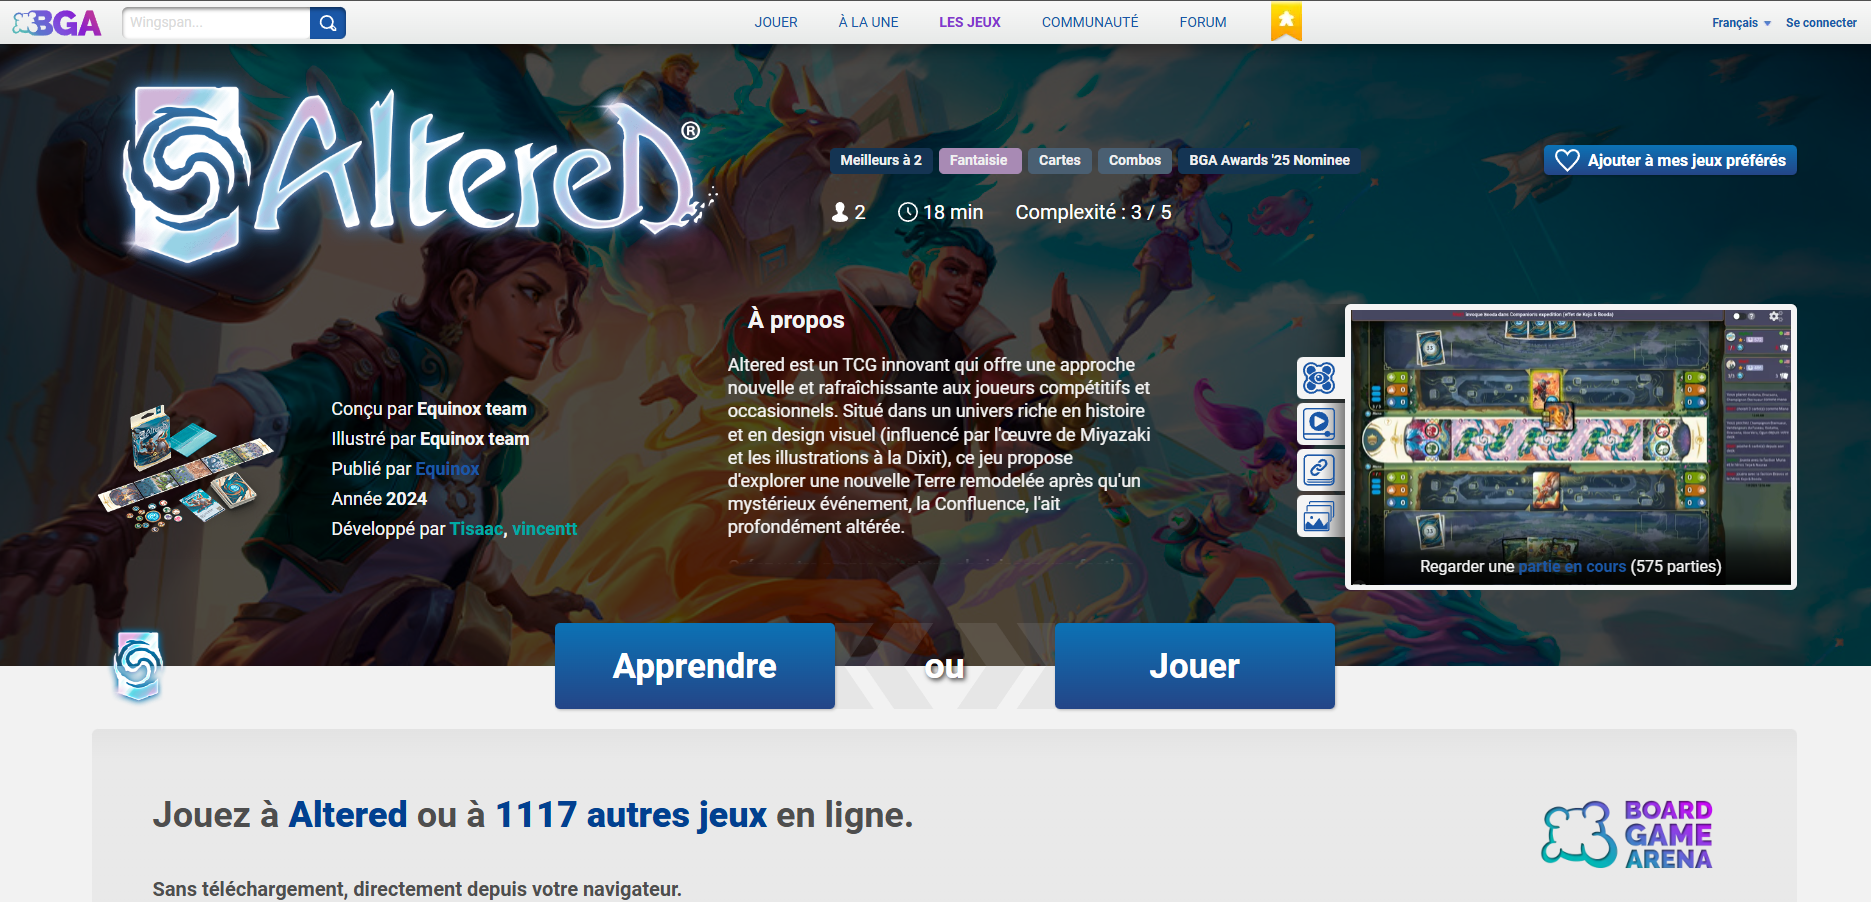 BGA
Wingspan...
JOUER
À LA UNE
LES JEUX
COMMUNAUTÉ
FORUM
Français
Se connecter
Altered®
Meilleurs à 2
Fantaisie
Cartes
Combos
BGA Awards '25 Nominee
Ajouter à mes jeux préférés
2
18 min
Complexité : 3 / 5
Conçu par Equinox team
Illustré par Equinox team
Publié par Equinox
Année 2024
Développé par Tisaac, vincentt
À propos
Altered est un TCG innovant qui offre une approche
nouvelle et rafraîchissante aux joueurs compétitifs et
occasionnels. Situé dans un univers riche en histoire
et en design visuel (influencé par l'œuvre de Miyazaki
et les illustrations à la Dixit), ce jeu propose
d'explorer une nouvelle Terre remodelée après qu'un
mystérieux événement, la Confluence, l'ait
profondément altérée.
Regarder une partie en cours (575 parties)
Apprendre
ou
Jouer
Jouez à Altered ou à 1117 autres jeux en ligne.
BOARD
GAME
ARENA
Sans téléchargement, directement depuis votre navigateur.